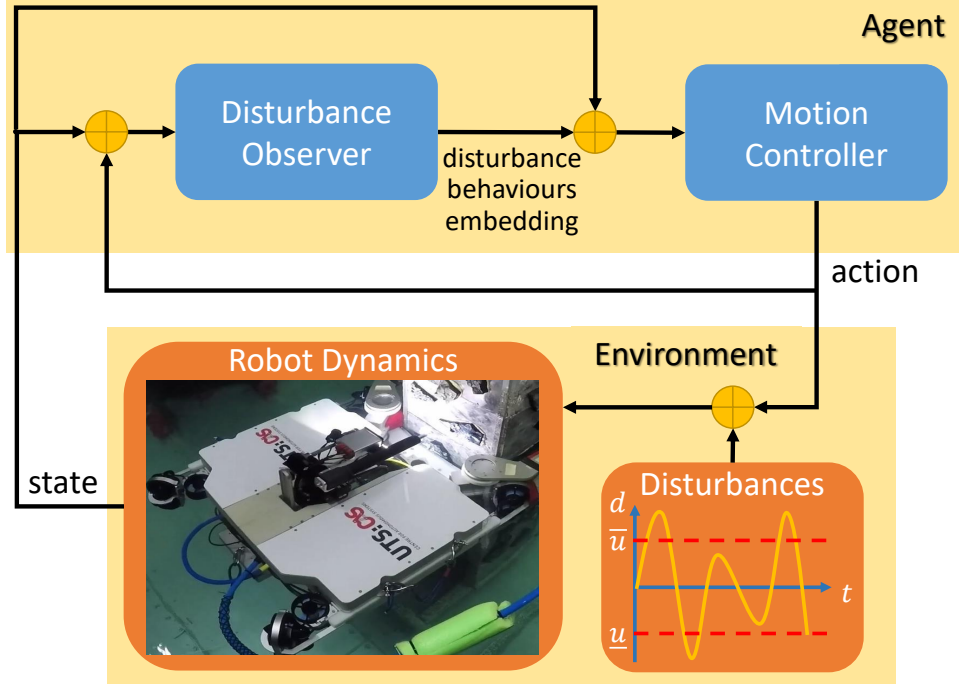 Agent
Disturbance
Observer
Motion
Controller
disturbance
behaviours
embedding
action
Robot Dynamics
Environment
UTS:CAS
UTS:CAS
state
Disturbances
d
u̅
t
u̲